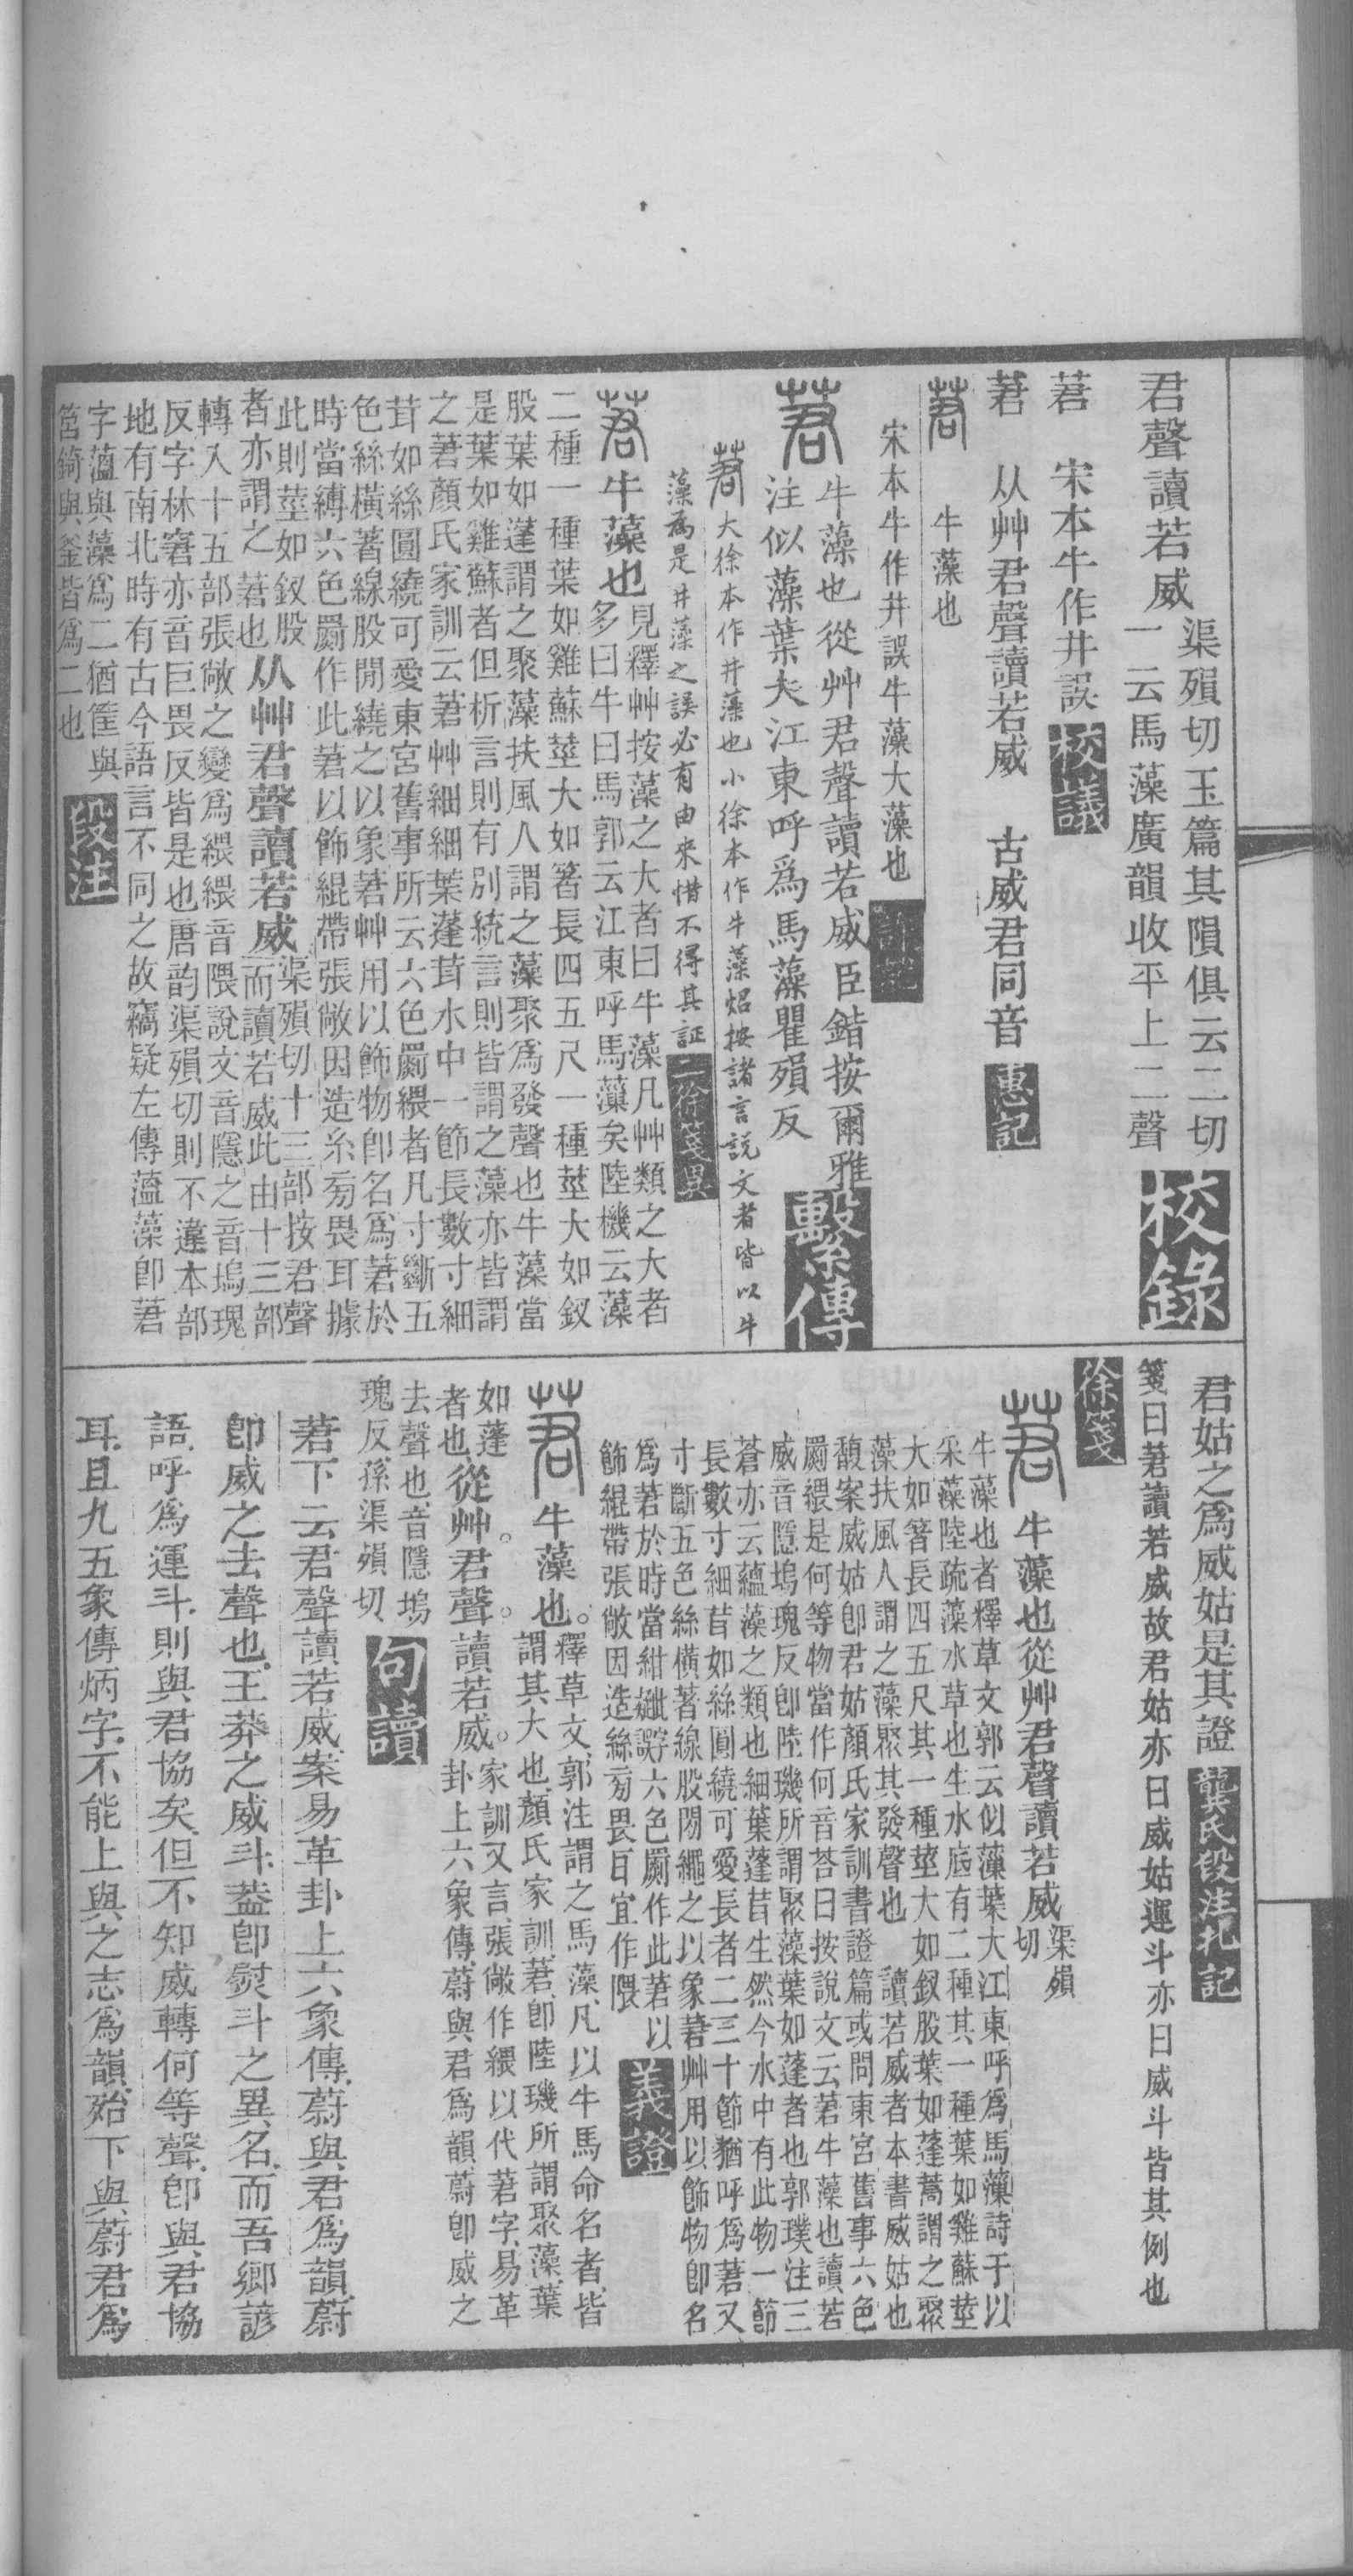 君聲讀若威
渠殞切玉篇其隕俱云二切
一云馬藻廣韻收平上二聲
校錄
莙 宋本牛作井誤 校議
莙 从艸君聲讀若威 古威君同音 惠記
莙 牛藻也
宋本牛作井誤牛藻大藻也
莙 牛藻也從艸君聲讀若威臣鍇按爾雅
注似藻葉大江東呼爲馬藻瞿殞反 繫傳
莙 大徐本作井藻也小徐本作牛藻炤按諸言說文者皆以牛
藻爲是井藻之誤必有由來惜不得其証 二徐箋異
莙 牛藻也
見釋艸按藻之大者曰牛藻凡艸類之大者
多曰牛曰馬郭云江東呼馬藻矣陸機云藻
二種一種葉如雞蘇莖大如箸長四五尺一種莖大如釵
股葉如蓬謂之聚藻扶風人謂之藻聚爲發聲也牛藻當
是葉如雞蘇者但析言則有別統言則皆謂之藻亦皆謂
之莙顏氏家訓云莙艸細細葉蓬茸水中一節長數寸細
茸如絲圓繞可愛東宮舊事所云六色罽緭者凡寸斷五
色絲橫著線股閒繞之以象莙艸用以飾物卽名爲莙於
時當縛六色罽作此莙以飾緄帶張敞因造糸旁畏耳據
此則莖如釵股
者亦謂之莙也
从艸君聲讀若威
渠殞切十三部按君聲
而讀若威此由十三部
轉入十五部張敞之變爲緭緭音隈說文音隱之音塢瑰
反字林窘亦音巨畏反皆是也唐韵渠殞切則不違本部
地有南北時有古今語言不同之故竊疑左傳薀藻卽莙
字薀與藻爲二猶筐與
筥錡與釜皆爲二也
段注
君姑之爲威姑是其證 龔氏段注札記
箋曰莙讀若威故君姑亦曰威姑運斗亦曰威斗皆其例也
徐箋
莙 牛藻也從艸君聲讀若威
渠殞
切
牛藻也者釋草文郭云似藻葉大江東呼爲馬藻詩于以
采藻陸疏藻水草也生水底有二種其一種葉如雞蘇莖
大如箸長四五尺其一種莖大如釵股葉如蓬蒿謂之聚
藻扶風人謂之藻聚其發聲也 讀若威者本書威姑也
馥案威姑卽君姑顏氏家訓書證篇或問東宮舊事六色
罽緭是何等物當作何音荅曰按說文云莙牛藻也讀若
威音隱塢瑰反卽陸璣所謂聚藻葉如蓬者也郭璞注三
蒼亦云蘊藻之類也細葉蓬茸生然今水中有此物一節
長數寸細茸如絲圓繞可愛長者二三十節猶呼爲莙又
寸斷五色絲橫著線股閒繩之以象莙艸用以飾物卽名
爲莙於時當紺六色罽作此莙以
飾緄帶張敞因造絲旁畏宜作隈
義證
莙 牛藻也。
釋草文郭注謂之馬藻凡以牛馬命名者皆
謂其大也顏氏家訓莙卽陸璣所謂聚藻葉
如蓬
者也
從艸。君聲。讀若威。
家訓又言張敞作緭以代莙字易革
卦上六象傳蔚與君爲韻蔚卽威之
去聲也音隱塢
瑰反孫渠殞切
句讀
莙下云君聲讀若威案易革卦上六象傳蔚與君爲韻蔚
卽威之去聲也王莽之威斗蓋卽熨斗之異名而吾鄉諺
語呼爲運斗則與君協矣但不知威轉何等聲卽與君協
耳且九五象傳炳字不能上與之志爲韻殆下與蔚君爲